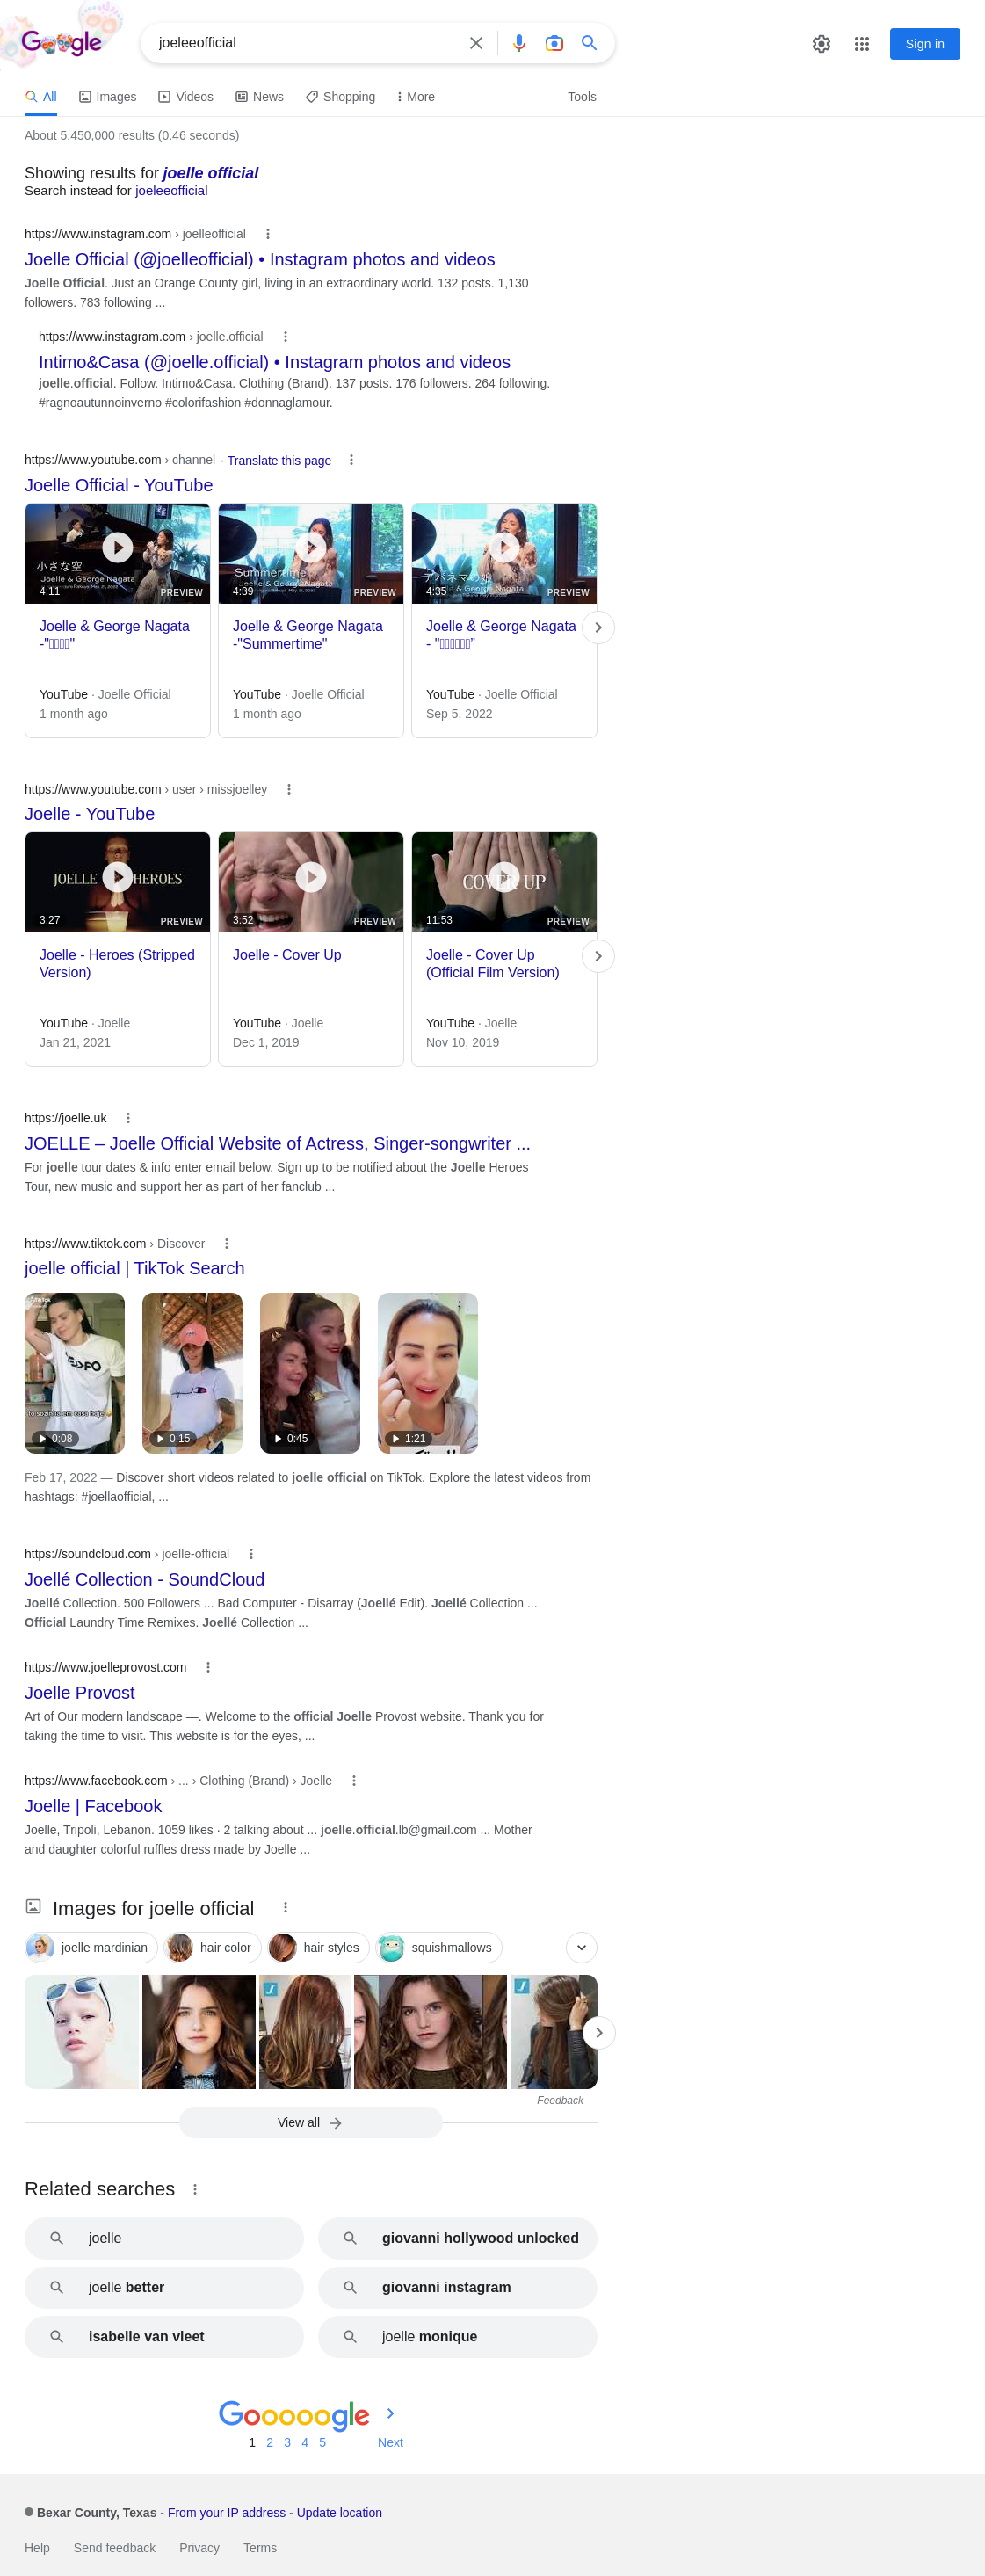 Google
joeleeofficial
Sign in
All
Images
Videos
News
Shopping
More
Tools
About 5,450,000 results (0.46 seconds)
Showing results for joelle official
Search instead for joeleeofficial
https://www.instagram.com › joelleofficial
Joelle Official (@joelleofficial) • Instagram photos and videos
Joelle Official. Just an Orange County girl, living in an extraordinary world. 132 posts. 1,130
followers. 783 following ...
https://www.instagram.com › joelle.official
Intimo&Casa (@joelle.official) • Instagram photos and videos
joelle.official. Follow. Intimo&Casa. Clothing (Brand). 137 posts. 176 followers. 264 following.
#ragnoautunnoinverno #colorifashion #donnaglamour.
https://www.youtube.com › channel · Translate this page
Joelle Official - YouTube
小さな空
Joelle & George Nagata
4:11
PREVIEW
Summertime
Joelle & George Nagata
4:39
PREVIEW
& George Nagata
4:35
PREVIEW
Joelle & George Nagata
-"▯▯▯▯"
Joelle & George Nagata
-"Summertime"
Joelle & George Nagata
- "▯▯▯▯▯▯"
YouTube · Joelle Official
1 month ago
YouTube · Joelle Official
1 month ago
YouTube · Joelle Official
Sep 5, 2022
https://www.youtube.com › user › missjoelley
Joelle - YouTube
JOELLE HEROES
3:27
PREVIEW
3:52
PREVIEW
COVER UP
11:53
PREVIEW
Joelle - Heroes (Stripped
Version)
Joelle - Cover Up
Joelle - Cover Up
(Official Film Version)
YouTube · Joelle
Jan 21, 2021
YouTube · Joelle
Dec 1, 2019
YouTube · Joelle
Nov 10, 2019
https://joelle.uk
JOELLE – Joelle Official Website of Actress, Singer-songwriter ...
For joelle tour dates & info enter email below. Sign up to be notified about the Joelle Heroes
Tour, new music and support her as part of her fanclub ...
https://www.tiktok.com › Discover
joelle official | TikTok Search
to sozinha em casa hoje
0:08
0:15
0:45
1:21
Feb 17, 2022 — Discover short videos related to joelle official on TikTok. Explore the latest videos from
hashtags: #joellaofficial, ...
https://soundcloud.com › joelle-official
Joellé Collection - SoundCloud
Joellé Collection. 500 Followers ... Bad Computer - Disarray (Joellé Edit). Joellé Collection ...
Official Laundry Time Remixes. Joellé Collection ...
https://www.joelleprovost.com
Joelle Provost
Art of Our modern landscape —. Welcome to the official Joelle Provost website. Thank you for
taking the time to visit. This website is for the eyes, ...
https://www.facebook.com › ... › Clothing (Brand) › Joelle
Joelle | Facebook
Joelle, Tripoli, Lebanon. 1059 likes · 2 talking about ... joelle.official.lb@gmail.com ... Mother
and daughter colorful ruffles dress made by Joelle ...
Images for joelle official
joelle mardinian
hair color
hair styles
squishmallows
J
J
Feedback
View all
Related searches
joelle
giovanni hollywood unlocked
joelle better
giovanni instagram
isabelle van vleet
joelle monique
Gooooogle
1 2 3 4 5 Next
Bexar County, Texas - From your IP address - Update location
Help Send feedback Privacy Terms